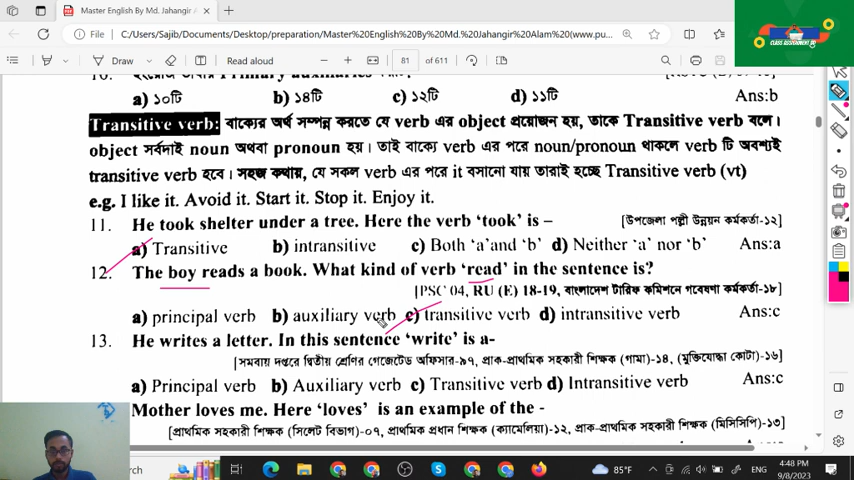 Master English By Md. Jahangir A
File
C:/Users/Sajib/Documents/Desktop/preparation/Master%20English%20By%20Md.%20Jahangir%20Alam%20(www.pu...
CLASS ASSIGNMENT BD
Draw
Read aloud
81 of 611
a) ১০টি b) ১৪টি c) ১২টি d) ১১টি Ans:b
Transitive verb: বাক্যের অর্থ সম্পন্ন করতে যে verb এর object প্রয়োজন হয়, তাকে Transitive verb বলে।
object সর্বদাই noun অথবা pronoun হয়। তাই বাক্যে verb এর পরে noun/pronoun থাকলে verb টি অবশ্যই
transitive verb হবে। সহজ কথায়, যে সকল verb এর পরে it বসানো যায় তারাই হচ্ছে Transitive verb (vt)
e.g. I like it. Avoid it. Start it. Stop it. Enjoy it.
11. He took shelter under a tree. Here the verb ‘took’ is – [উপজেলা পল্লী উন্নয়ন কর্মকর্তা-১২]
a) Transitive b) intransitive c) Both ‘a’and ‘b’ d) Neither ‘a’ nor ‘b’ Ans:a
12. The boy reads a book. What kind of verb ‘read’ in the sentence is?
[PSC 04, RU (E) 18-19, বাংলাদেশ টারিফ কমিশনে গবেষণা কর্মকর্তা-১৮]
a) principal verb b) auxiliary verb c) transitive verb d) intransitive verb Ans:c
13. He writes a letter. In this sentence ‘write’ is a-
[সমবায় দপ্তরে দ্বিতীয় শ্রেণির গেজেটেড অফিসার-৯৭, প্রাক-প্রাথমিক সহকারী শিক্ষক (গামা)-১৪, (মুক্তিযোদ্ধা কোটা)-১৬]
a) Principal verb b) Auxiliary verb c) Transitive verb d) Intransitive verb Ans:c
Mother loves me. Here ‘loves’ is an example of the -
[প্রাথমিক সহকারী শিক্ষক (সিলেট বিভাগ)-০৭, প্রাথমিক প্রধান শিক্ষক (ক্যামেলিয়া)-১২, প্রাক-প্রাথমিক সহকারী শিক্ষক (মিসিসিপি)-১৩]
rch
85°F
ENG
4:48 PM
9/8/2023